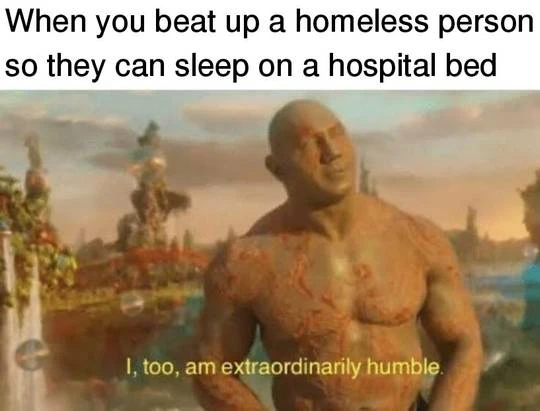 When you beat up a homeless person
so they can sleep on a hospital bed
I, too, am extraordinarily humble.